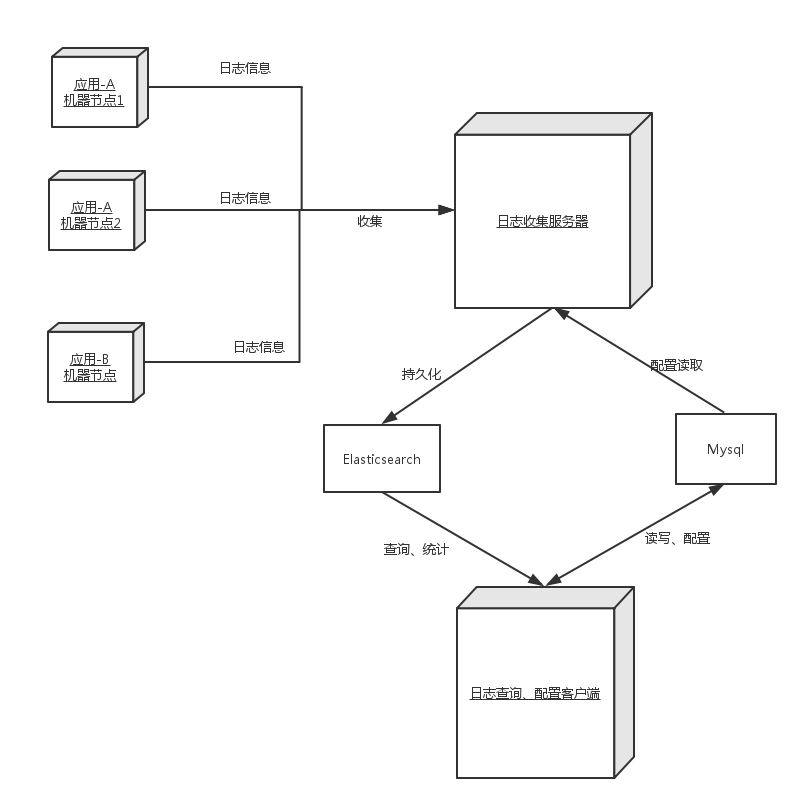 日志信息
应用-A
机器节点1
日志信息
应用-A
机器节点2
收集
日志收集服务器
日志信息
应用-B
机器节点
持久化
配置读取
Elasticsearch
Mysql
查询、统计
读写、配置
日志查询、配置客户端